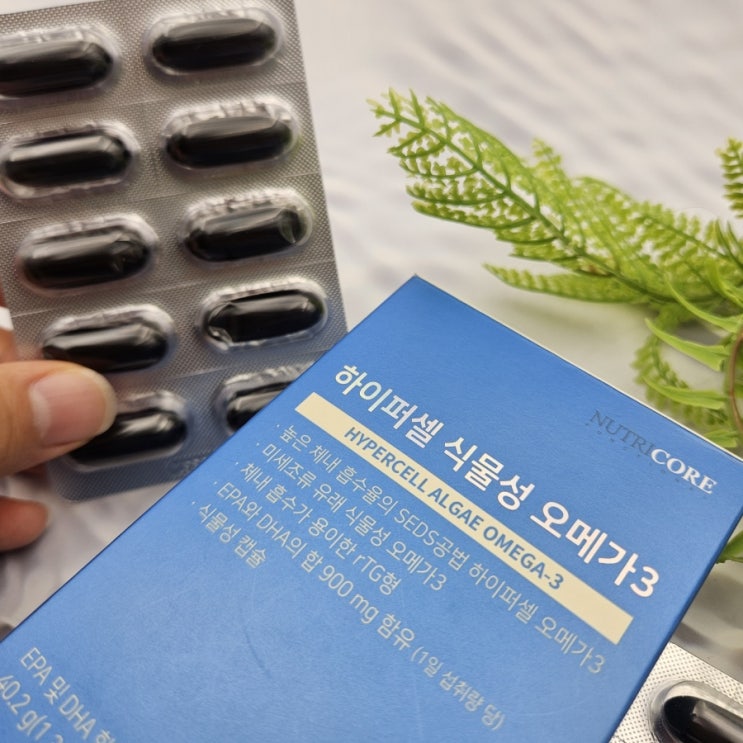 NUTRICORE
하이퍼셀 식물성 오메가3
HYPERCELL ALGAE OMEGA-3
· 높은 체내 흡수율의 SEDS공법 하이퍼셀 오메가3
· 미세조류 유래 식물성 오메가3
· 체내 흡수가 용이한 rTG형
· EPA와 DHA의 합 900 mg 함유 (1일 섭취량 당)
· 식물성 캡슐
EPA 및 DHA
40.2 g